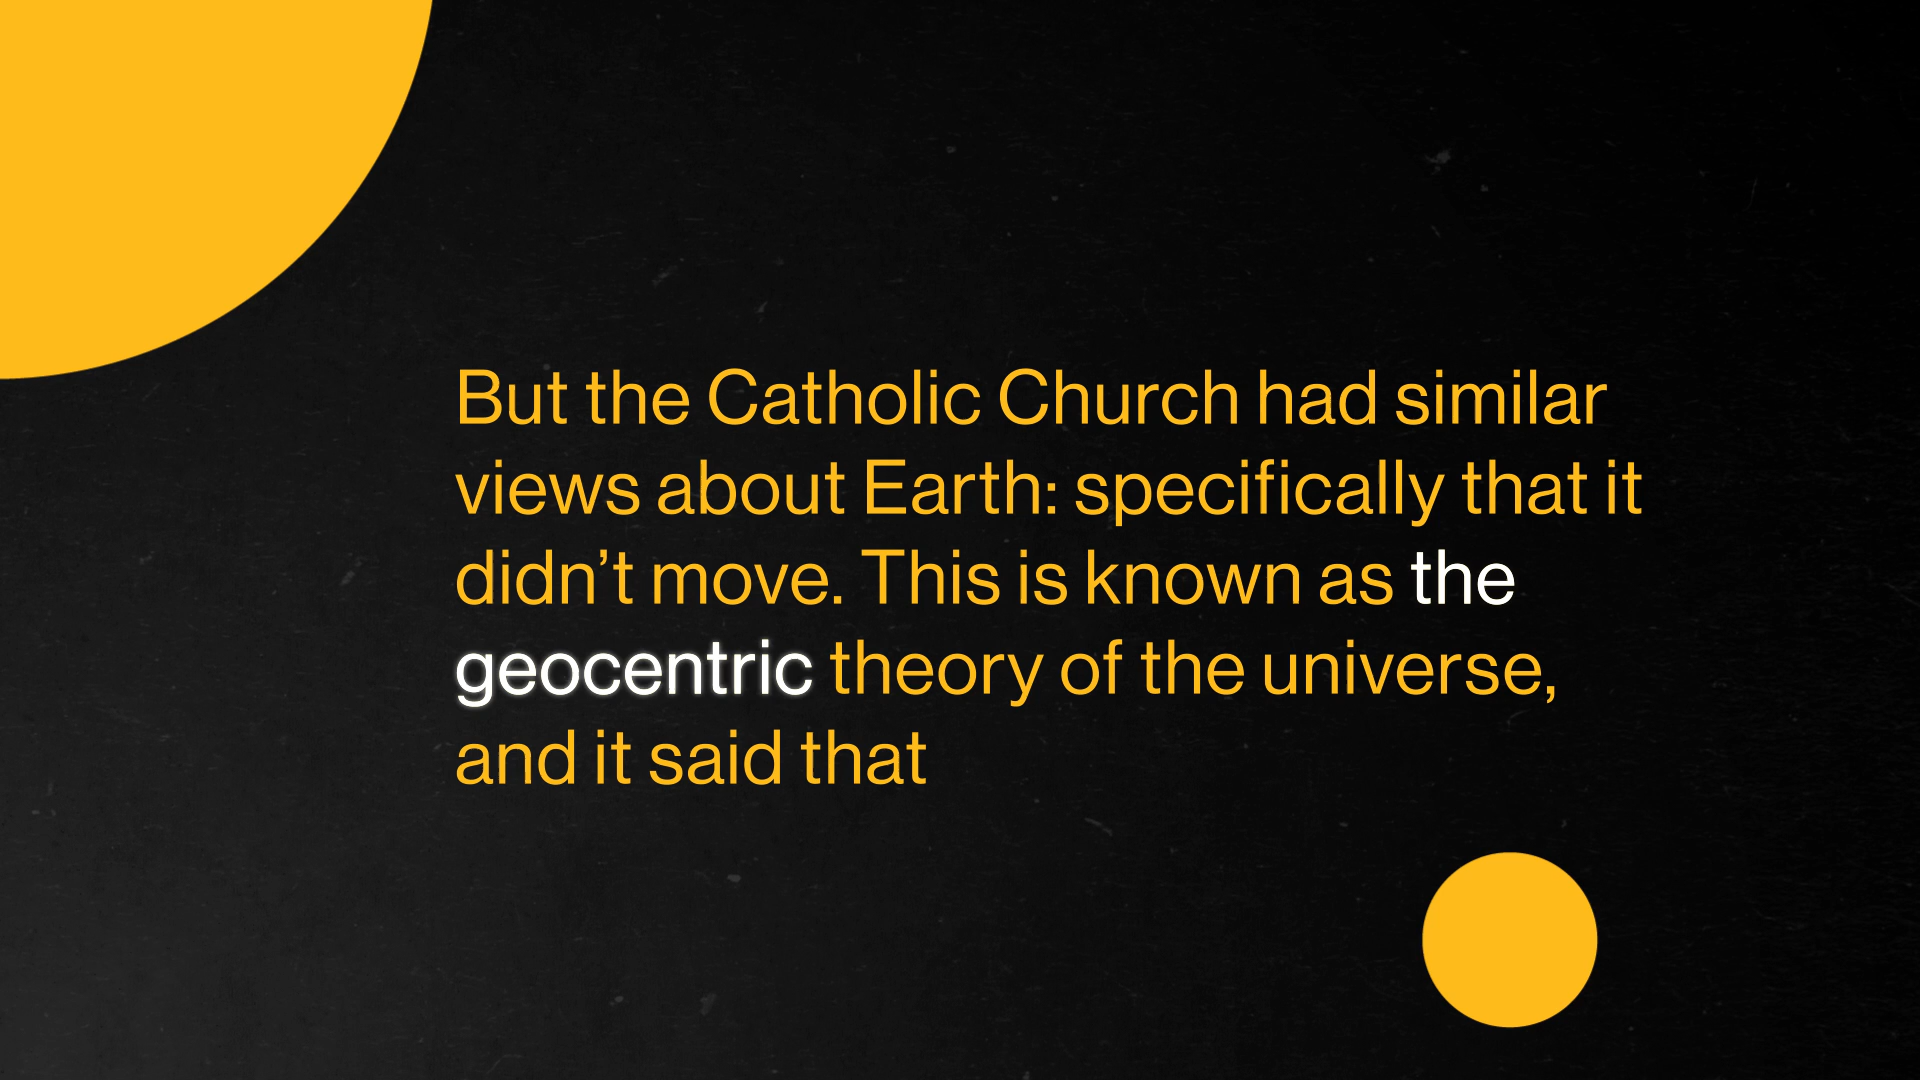 But the Catholic Church had similar
views about Earth: specifically that it
didn’t move. This is known as the
geocentric theory of the universe,
and it said that